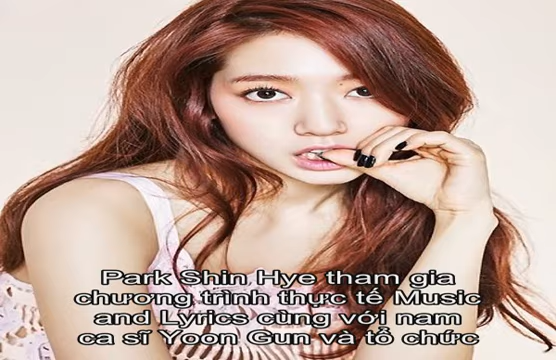 Park Shin Hye tham gia
chương trình thực tế Music
and Lyrics cùng với nam
ca sĩ Yoon Gun và tổ chức